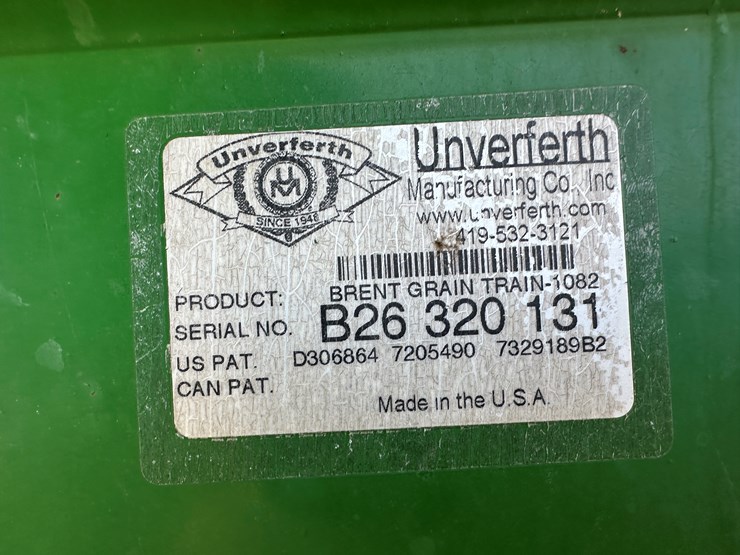 Unverferth
UM
SINCE 1948
Unverferth
Manufacturing Co., Inc
www.unverferth.com
419-532-3121
PRODUCT: BRENT GRAIN TRAIN-1082
SERIAL NO. B26 320 131
US PAT. D306864 7205490 7329189B2
CAN PAT.
Made in the U.S.A.